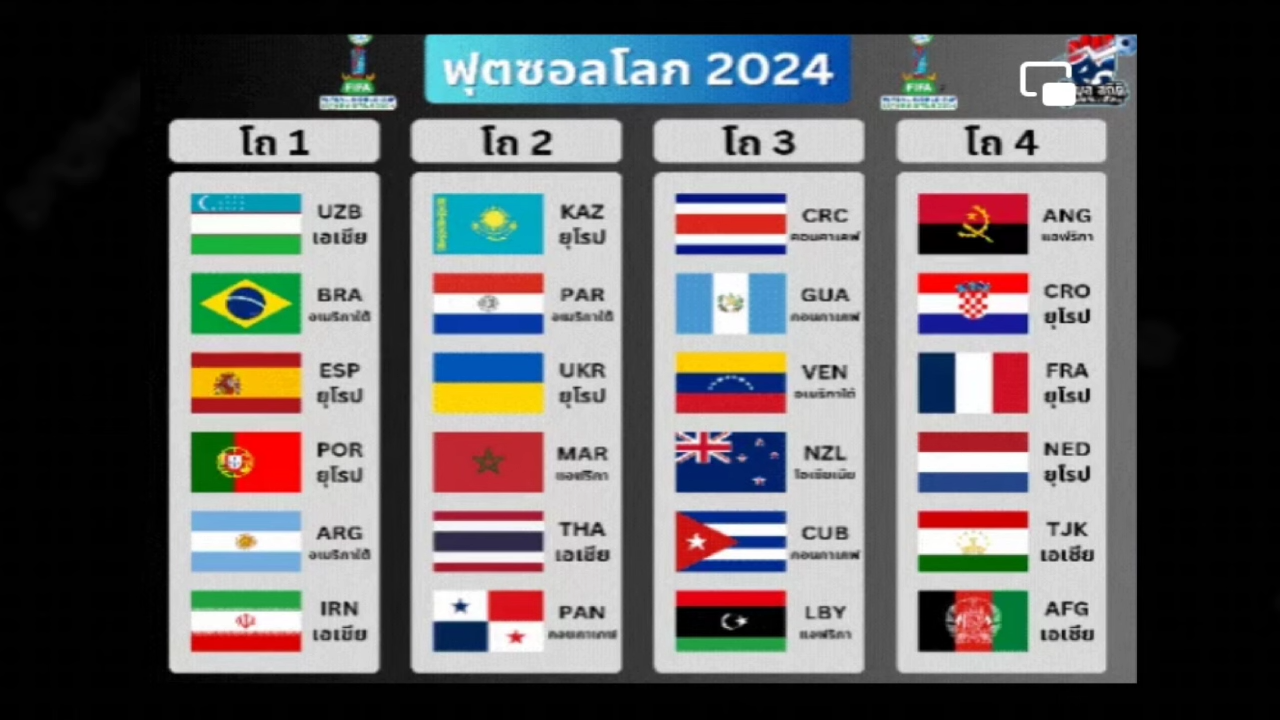 ฟุตซอลโลก 2024
FIFA
FIFA
โถ 1
โถ 2
โถ 3
โถ 4
UZB
เอเชีย
BRA
อเมริกาใต้
ESP
ยุโรป
POR
ยุโรป
ARG
อเมริกาใต้
IRN
เอเชีย
KAZ
ยุโรป
PAR
อเมริกาใต้
UKR
ยุโรป
MAR
แอฟริกา
THA
เอเชีย
PAN
คอนคาเคฟ
CRC
คอนคาเคฟ
GUA
คอนคาเคฟ
VEN
อเมริกาใต้
NZL
โอเชียเนีย
CUB
คอนคาเคฟ
LBY
แอฟริกา
ANG
แอฟริกา
CRO
ยุโรป
FRA
ยุโรป
NED
ยุโรป
TJK
เอเชีย
AFG
เอเชีย